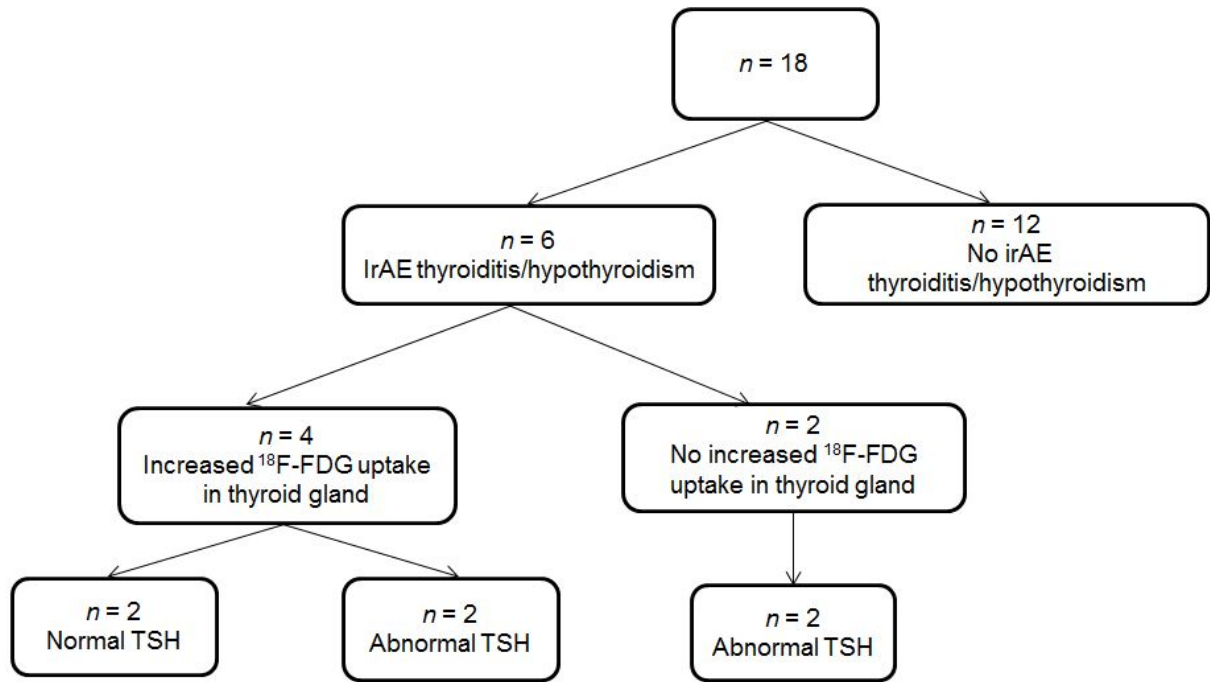 n = 18
n = 6
IrAE thyroiditis/hypothyroidism
n = 12
No irAE
thyroiditis/hypothyroidism
n = 4
Increased ¹⁸F-FDG uptake
in thyroid gland
n = 2
No increased ¹⁸F-FDG
uptake in thyroid gland
n = 2
Normal TSH
n = 2
Abnormal TSH
n = 2
Abnormal TSH